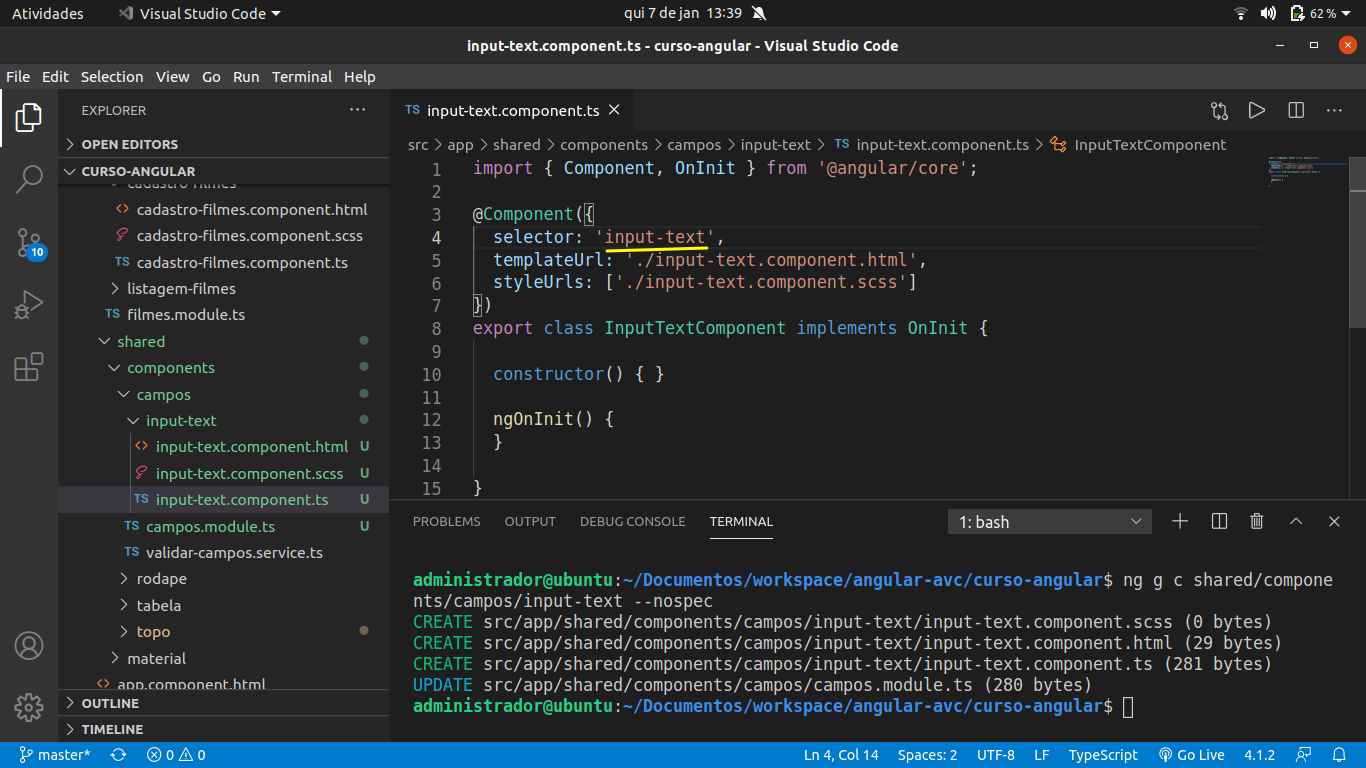 Atividades Visual Studio Code qui 7 de jan 13:39 62 %
input-text.component.ts - curso-angular - Visual Studio Code
File Edit Selection View Go Run Terminal Help
EXPLORER
OPEN EDITORS
CURSO-ANGULAR
cadastro-filmes
cadastro-filmes.component.html
cadastro-filmes.component.scss
TS cadastro-filmes.component.ts
listagem-filmes
TS filmes.module.ts
shared
components
campos
input-text
input-text.component.html U
input-text.component.scss U
TS input-text.component.ts U
TS campos.module.ts U
TS validar-campos.service.ts
rodape
tabela
topo
material
app.component.html
OUTLINE
TIMELINE
10
TS input-text.component.ts
src > app > shared > components > campos > input-text > TS input-text.component.ts > InputTextComponent
1 import { Component, OnInit } from '@angular/core';
2
3 @Component({
4 selector: 'input-text',
5 templateUrl: './input-text.component.html',
6 styleUrls: ['./input-text.component.scss']
7 })
8 export class InputTextComponent implements OnInit {
9
10 constructor() { }
11
12 ngOnInit() {
13 }
14
15 }
PROBLEMS OUTPUT DEBUG CONSOLE TERMINAL 1: bash
administrador@ubuntu:~/Documentos/workspace/angular-avc/curso-angular$ ng g c shared/compone
nts/campos/input-text --nospec
CREATE src/app/shared/components/campos/input-text/input-text.component.scss (0 bytes)
CREATE src/app/shared/components/campos/input-text/input-text.component.html (29 bytes)
CREATE src/app/shared/components/campos/input-text/input-text.component.ts (281 bytes)
UPDATE src/app/shared/components/campos/campos.module.ts (280 bytes)
administrador@ubuntu:~/Documentos/workspace/angular-avc/curso-angular$
master* 0 0 Ln 4, Col 14 Spaces: 2 UTF-8 LF TypeScript Go Live 4.1.2